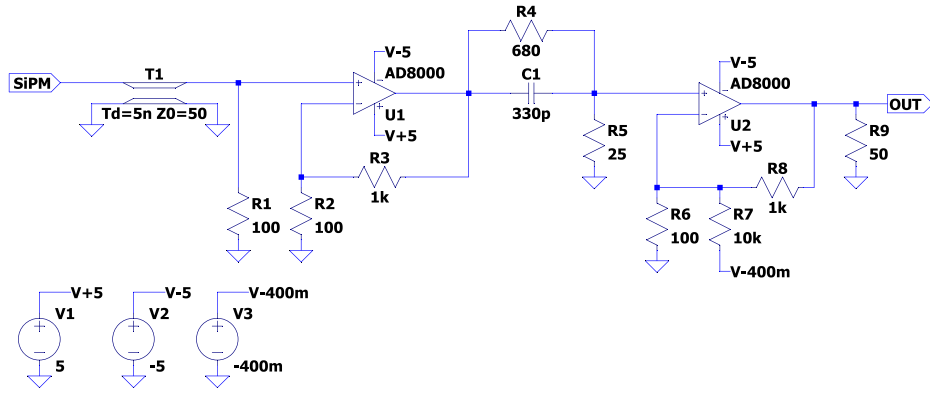 R4
680
V-5
V-5
SiPM
T1
AD8000
C1
AD8000
OUT
Td=5n Z0=50
U1
330p
U2
V+5
R5
25
V+5
R9
50
R3
1k
R8
1k
R1
100
R2
100
R6
100
R7
10k
V-400m
V+5
V-5
V-400m
V1
V2
V3
5
-5
-400m
+
−
+
−
+
−
+
−
+
−
+
−
+
−